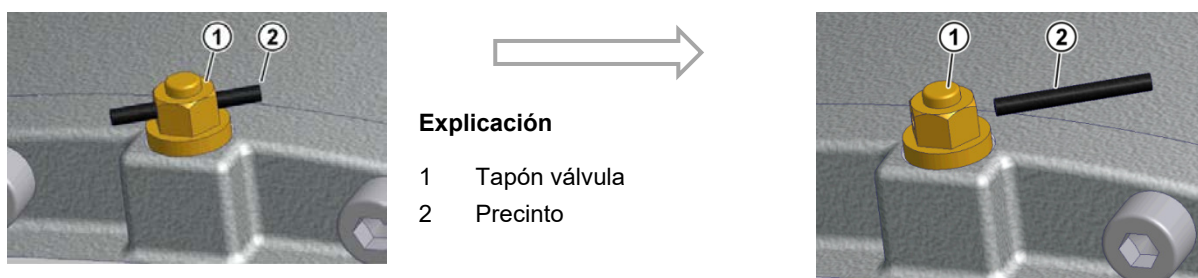 1 2
Explicación
1 Tapón válvula
2 Precinto
1 2